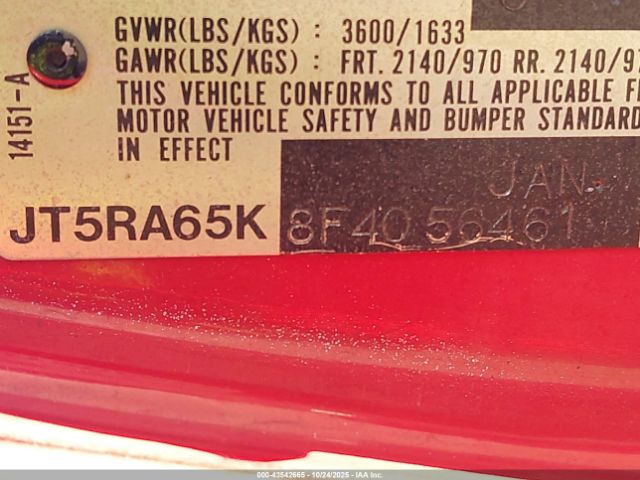 GVWR(LBS/KGS) : 3600/1633
GAWR(LBS/KGS) : FRT. 2140/970 RR. 2140/97
THIS VEHICLE CONFORMS TO ALL APPLICABLE FE
MOTOR VEHICLE SAFETY AND BUMPER STANDARD
IN EFFECT
14151-A
JAN
JT5RA65K 8F4056461
000-43542665 - 10/24/2025 - IAA Inc.